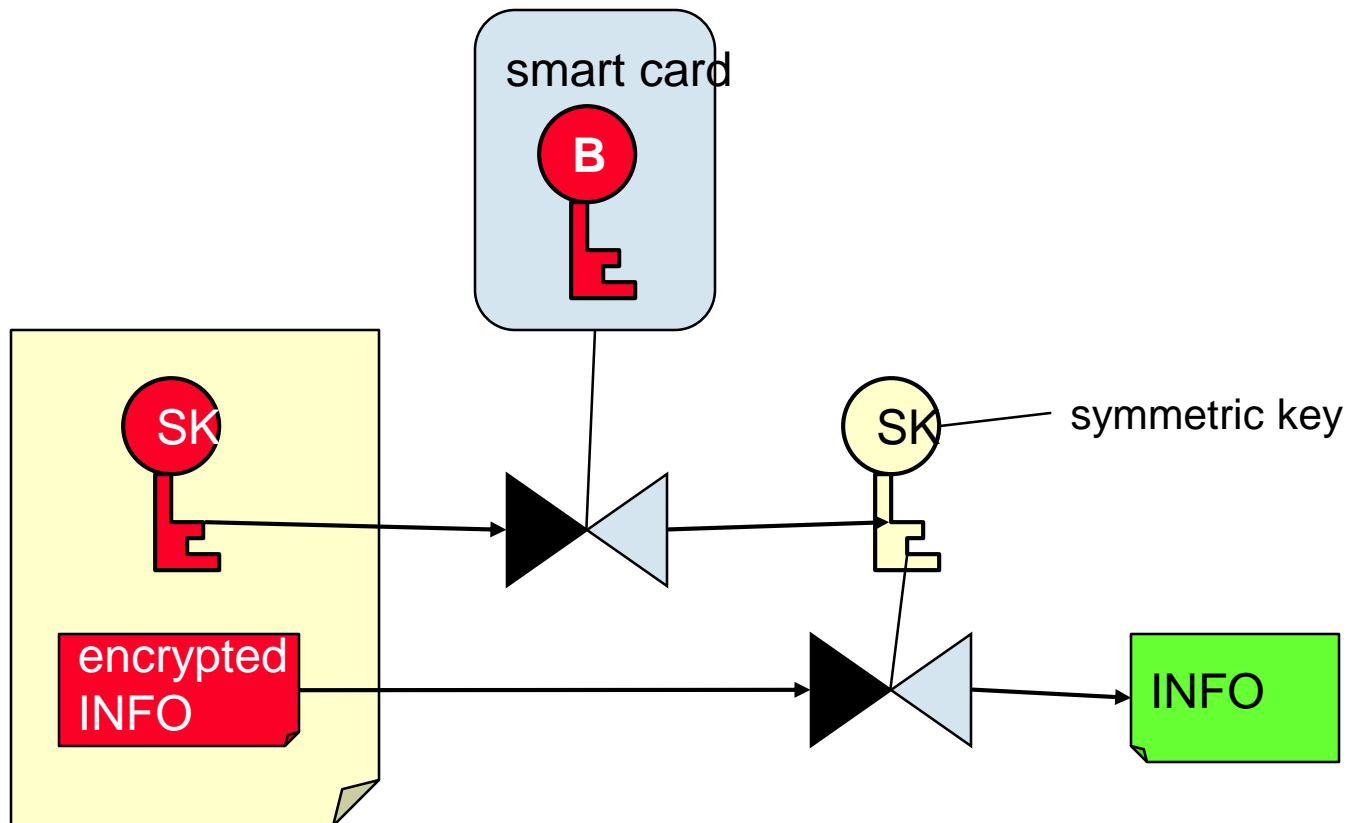 smart card
B
SK
SK
symmetric key
encrypted
INFO
INFO